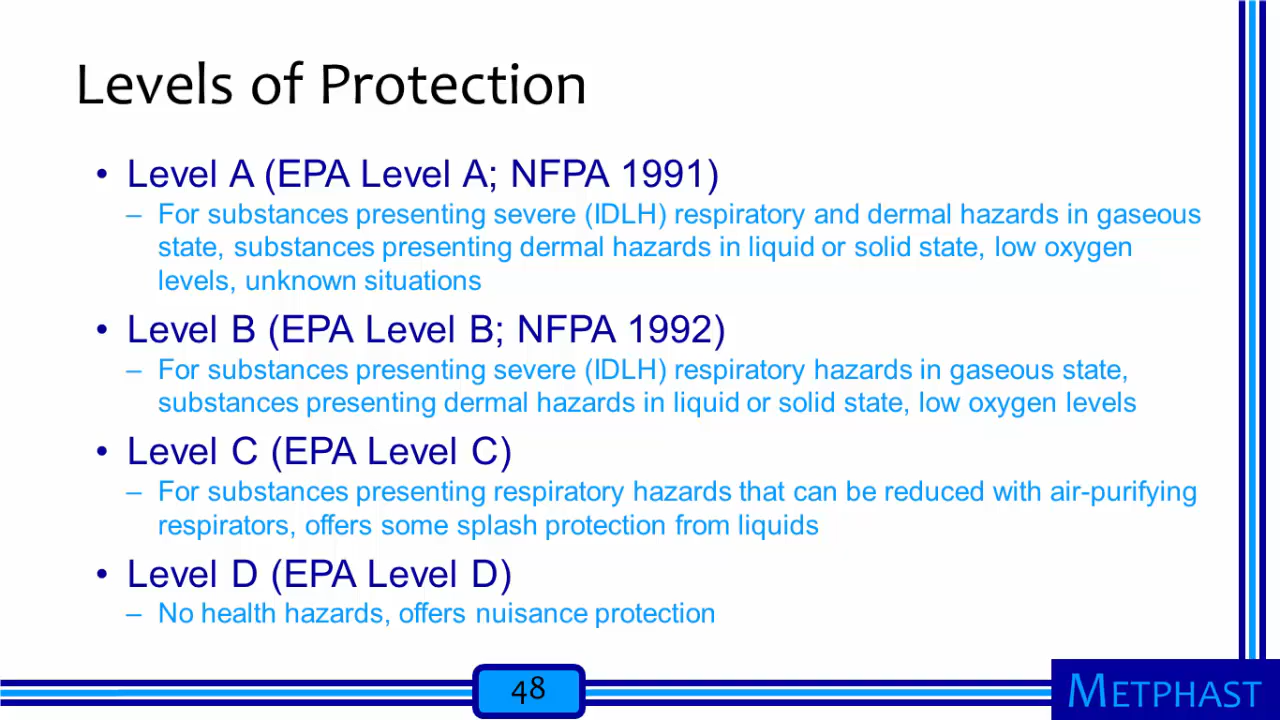 Levels of Protection
• Level A (EPA Level A; NFPA 1991)
– For substances presenting severe (IDLH) respiratory and dermal hazards in gaseous
state, substances presenting dermal hazards in liquid or solid state, low oxygen
levels, unknown situations
• Level B (EPA Level B; NFPA 1992)
– For substances presenting severe (IDLH) respiratory hazards in gaseous state,
substances presenting dermal hazards in liquid or solid state, low oxygen levels
• Level C (EPA Level C)
– For substances presenting respiratory hazards that can be reduced with air-purifying
respirators, offers some splash protection from liquids
• Level D (EPA Level D)
– No health hazards, offers nuisance protection
48
METPHAST